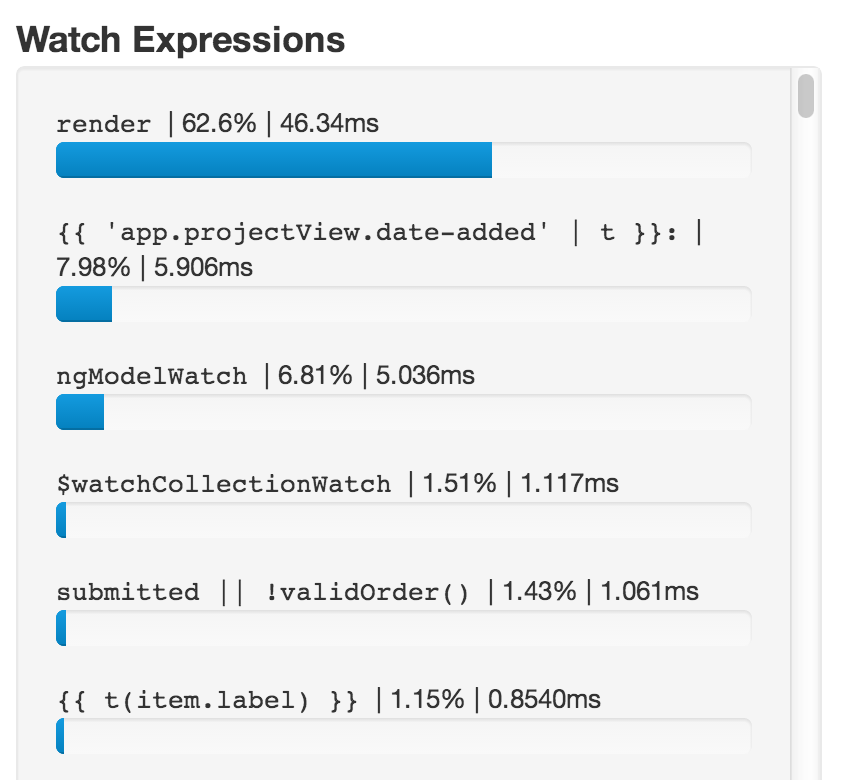 Watch Expressions
render | 62.6% | 46.34ms
{{ 'app.projectView.date-added' | t }}: |
7.98% | 5.906ms
ngModelWatch | 6.81% | 5.036ms
$watchCollectionWatch | 1.51% | 1.117ms
submitted || !validOrder() | 1.43% | 1.061ms
{{ t(item.label) }} | 1.15% | 0.8540ms